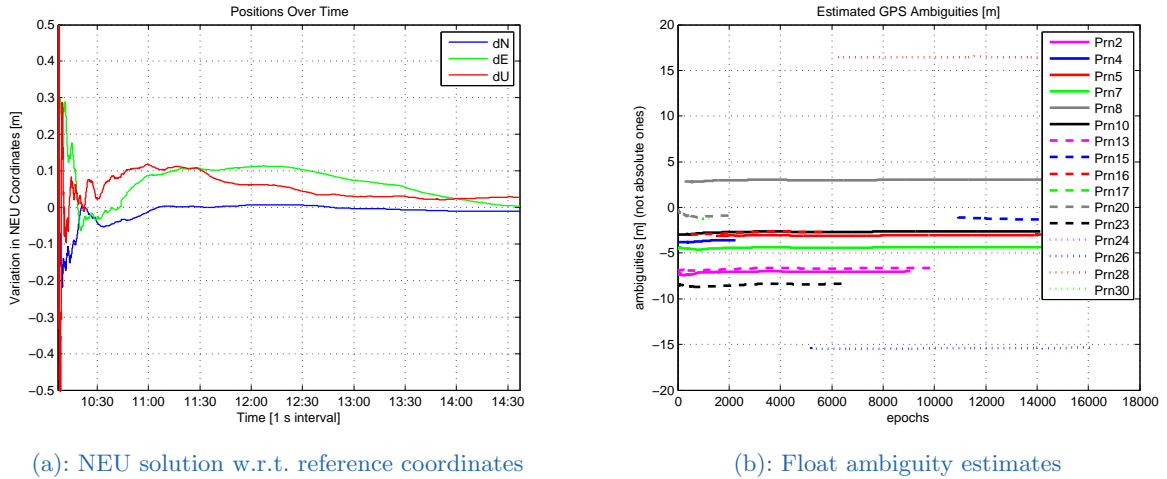 Positions Over Time
0.5
0.4
0.3
0.2
0.1
0
−0.1
−0.2
−0.3
−0.4
−0.5
Variation in NEU Coordinates [m]
dN
dE
dU
10:30 11:00 11:30 12:00 12:30 13:00 13:30 14:00 14:30
Time [1 s interval]
(a): NEU solution w.r.t. reference coordinates
Estimated GPS Ambiguities [m]
20
15
10
5
0
−5
−10
−15
−20
ambiguities [m] (not absolute ones)
Prn2
Prn4
Prn5
Prn7
Prn8
Prn10
Prn13
Prn15
Prn16
Prn17
Prn20
Prn23
Prn24
Prn26
Prn28
Prn30
0 2000 4000 6000 8000 10000 12000 14000 16000 18000
epochs
(b): Float ambiguity estimates